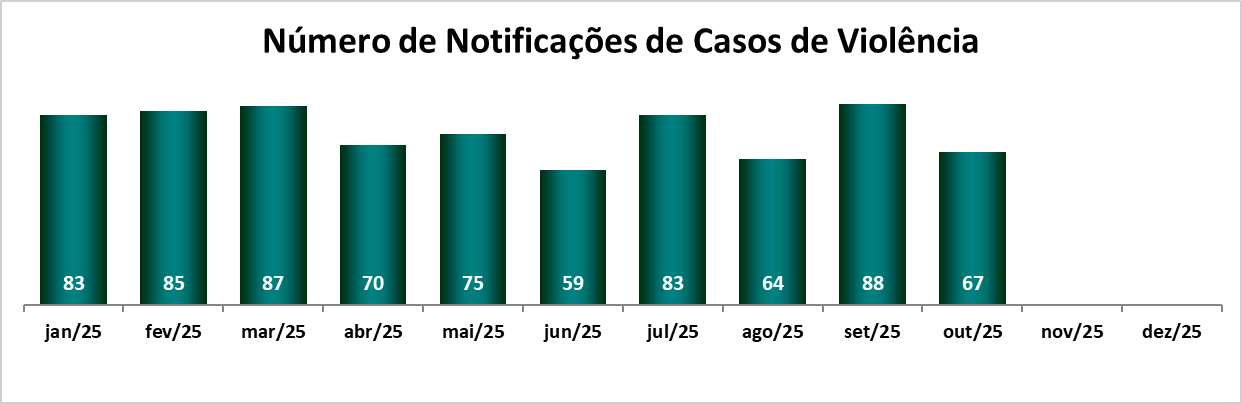 Número de Notificações de Casos de Violência
83 85 87 70 75 59 83 64 88 67
jan/25 fev/25 mar/25 abr/25 mai/25 jun/25 jul/25 ago/25 set/25 out/25 nov/25 dez/25